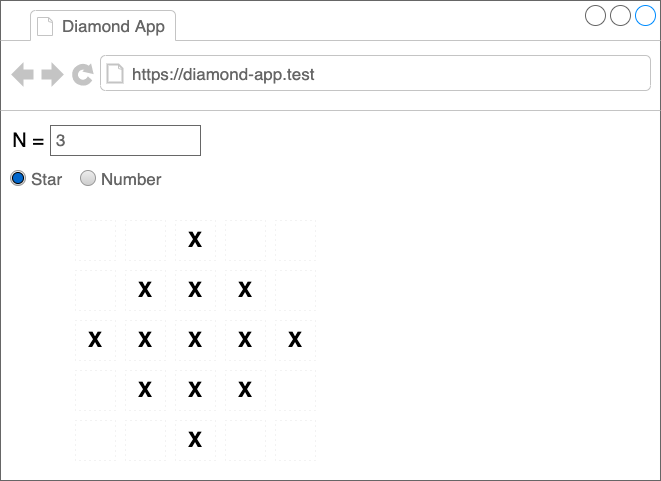 Diamond App
https://diamond-app.test
N = 3
Star Number
X
X X X
X X X X X
X X X
X